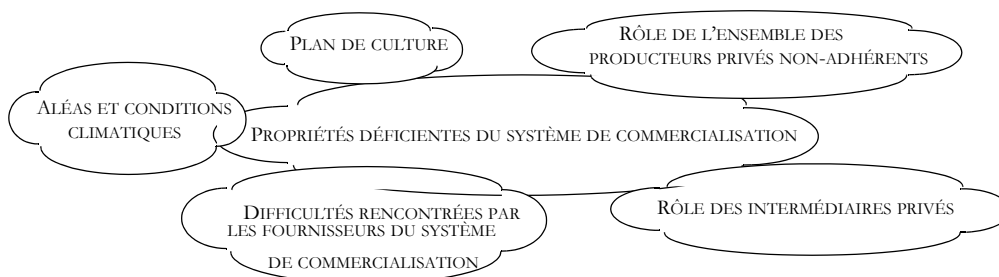 PLAN DE CULTURE
RÔLE DE L'ENSEMBLE DES
PRODUCTEURS PRIVÉS NON-ADHÉRENTS
ALÉAS ET CONDITIONS
CLIMATIQUES
PROPRIÉTÉS DÉFICIENTES DU SYSTÈME DE COMMERCIALISATION
DIFFICULTÉS RENCONTRÉES PAR
LES FOURNISSEURS DU SYSTÈME
DE COMMERCIALISATION
RÔLE DES INTERMÉDIAIRES PRIVÉS